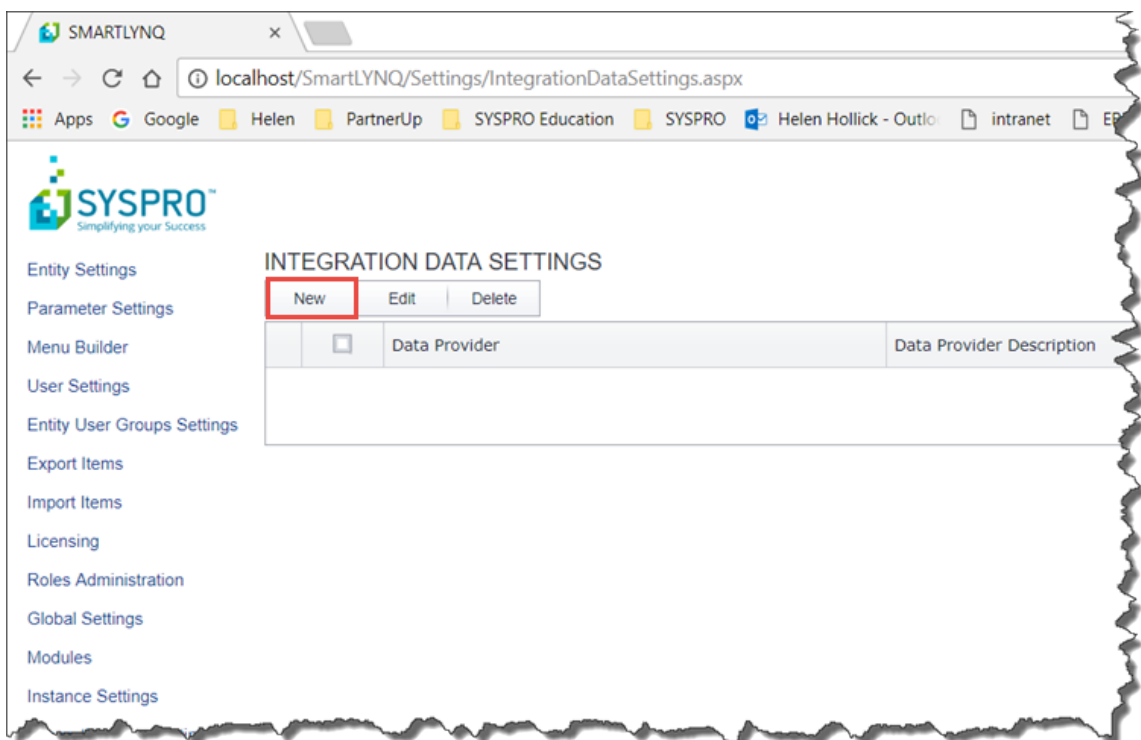 SMARTLYNQ
localhost/SmartLYNQ/Settings/IntegrationDataSettings.aspx
Apps Google Helen PartnerUp SYSPRO Education SYSPRO Helen Hollick - Outlo intranet
SYSPRO™
Simplifying your Success
INTEGRATION DATA SETTINGS
New Edit Delete
Data Provider Data Provider Description
Entity Settings
Parameter Settings
Menu Builder
User Settings
Entity User Groups Settings
Export Items
Import Items
Licensing
Roles Administration
Global Settings
Modules
Instance Settings